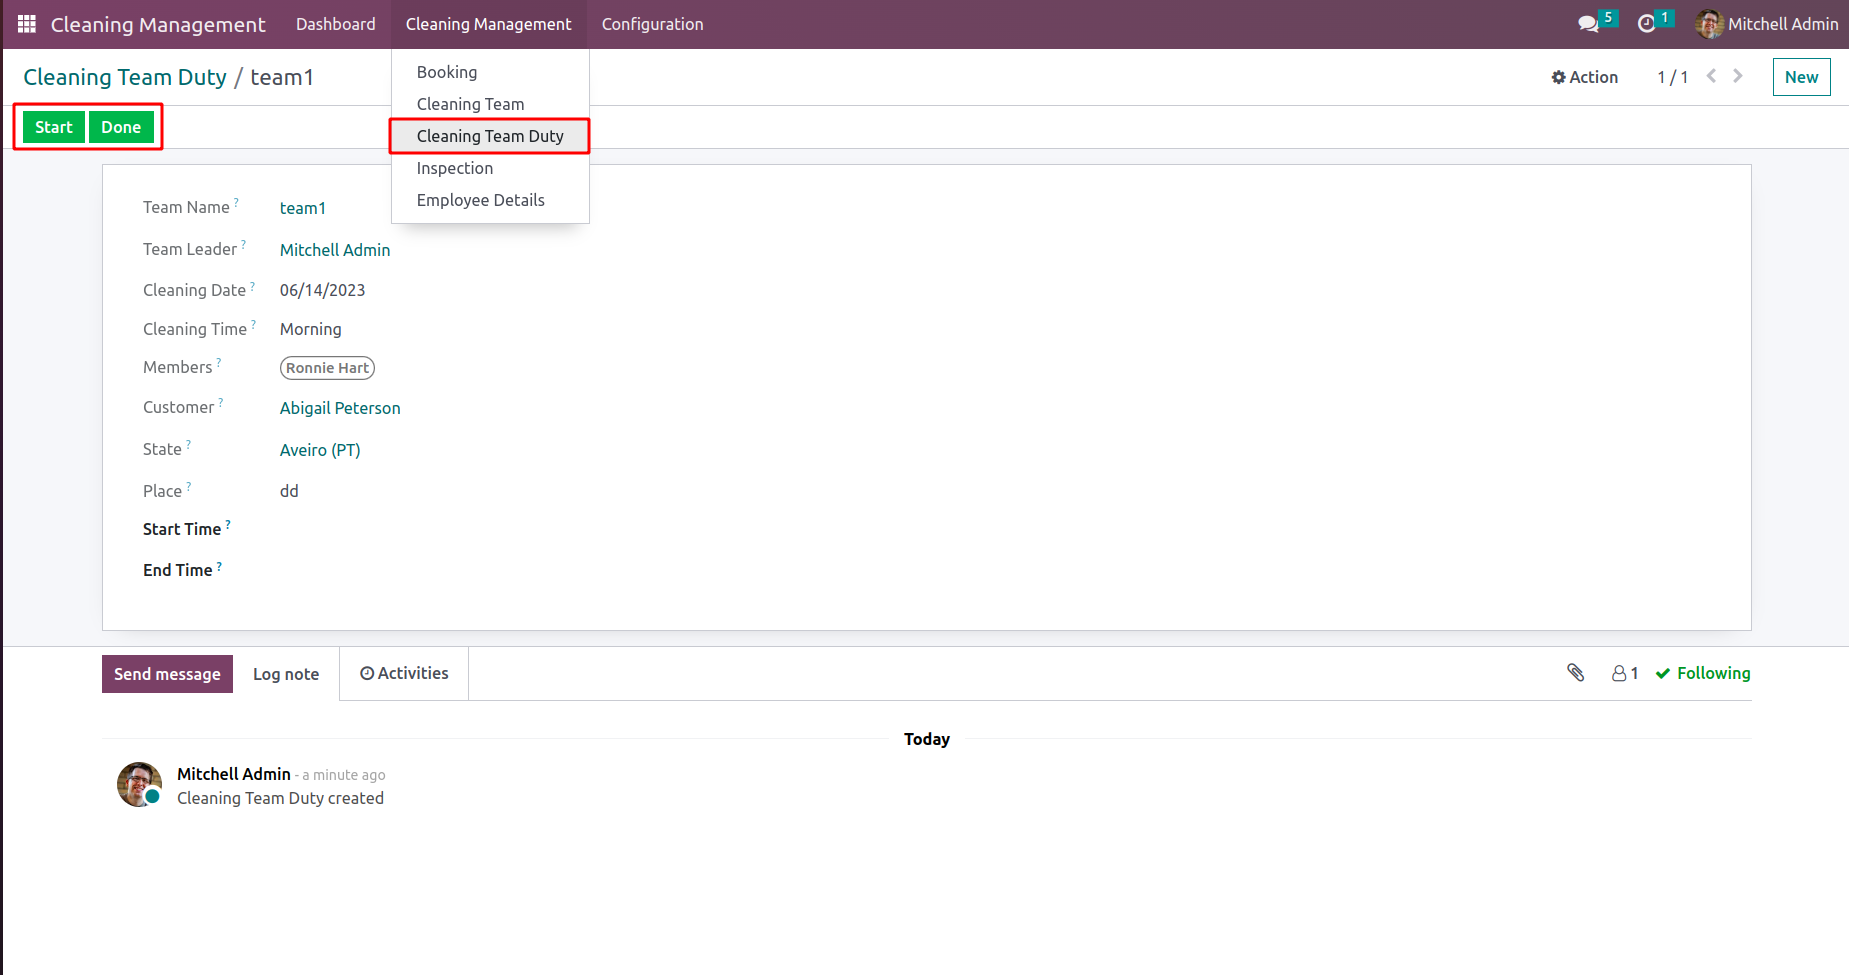 Cleaning Management Dashboard Cleaning Management Configuration 5 1 Mitchell Admin
Cleaning Team Duty / team1 Action 1 / 1 New
Start Done
Booking
Cleaning Team
Cleaning Team Duty
Inspection
Employee Details
Team Name ? team1
Team Leader ? Mitchell Admin
Cleaning Date ? 06/14/2023
Cleaning Time ? Morning
Members ? Ronnie Hart
Customer ? Abigail Peterson
State ? Aveiro (PT)
Place ? dd
Start Time ?
End Time ?
Send message Log note Activities 1 Following
Today
Mitchell Admin - a minute ago
Cleaning Team Duty created